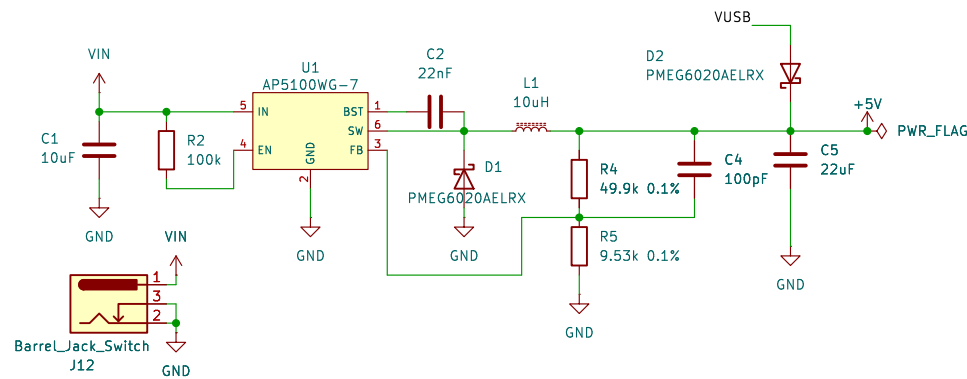 VUSB
VIN
U1
AP5100WG-7
C2
22nF
D2
PMEG6020AELRX
L1
10uH
+5V
PWR_FLAG
5 IN
BST 1
SW 6
4 EN
FB 3
GND
2
C1
10uF
R2
100k
D1
PMEG6020AELRX
R4
49.9k 0.1%
C4
100pF
C5
22uF
GND
GND
GND
R5
9.53k 0.1%
GND
GND
VIN
1
3
2
Barrel_Jack_Switch
J12
GND